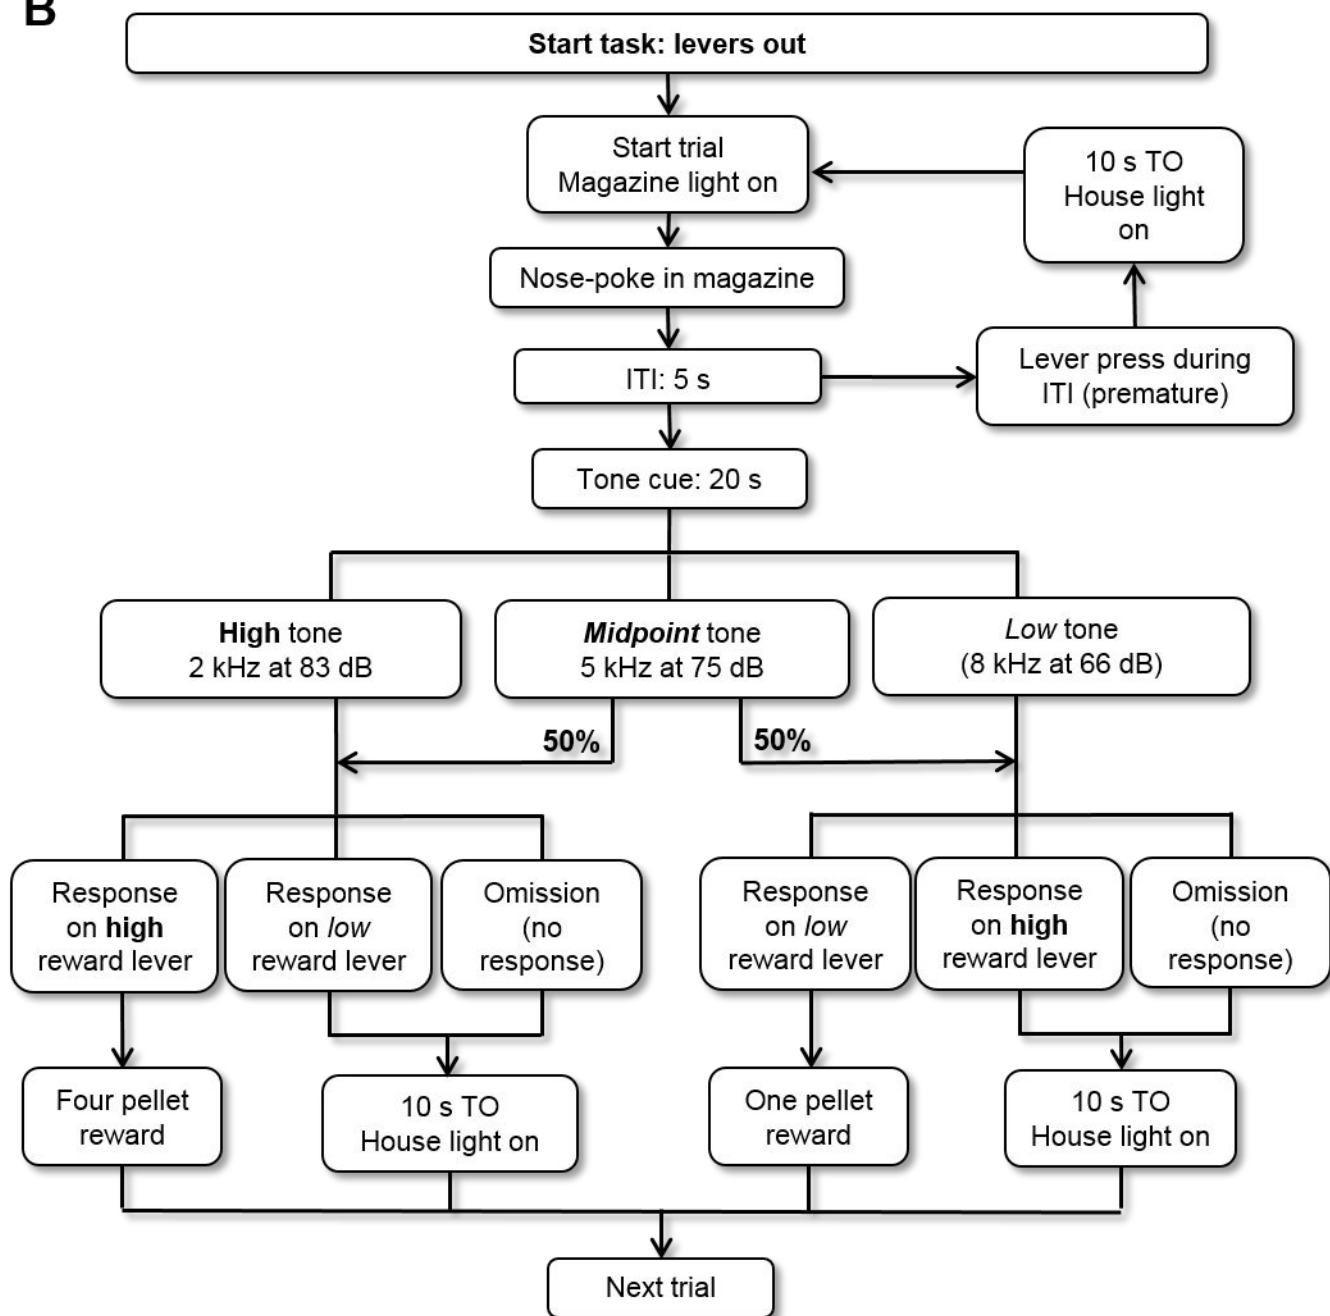 B
Start task: levers out
Start trial
Magazine light on
10 s TO
House light
on
Nose-poke in magazine
ITI: 5 s
Lever press during
ITI (premature)
Tone cue: 20 s
High tone
2 kHz at 83 dB
Midpoint tone
5 kHz at 75 dB
Low tone
(8 kHz at 66 dB)
50%
50%
Response
on high
reward lever
Response
on low
reward lever
Omission
(no
response)
Response
on low
reward lever
Response
on high
reward lever
Omission
(no
response)
Four pellet
reward
10 s TO
House light on
One pellet
reward
10 s TO
House light on
Next trial